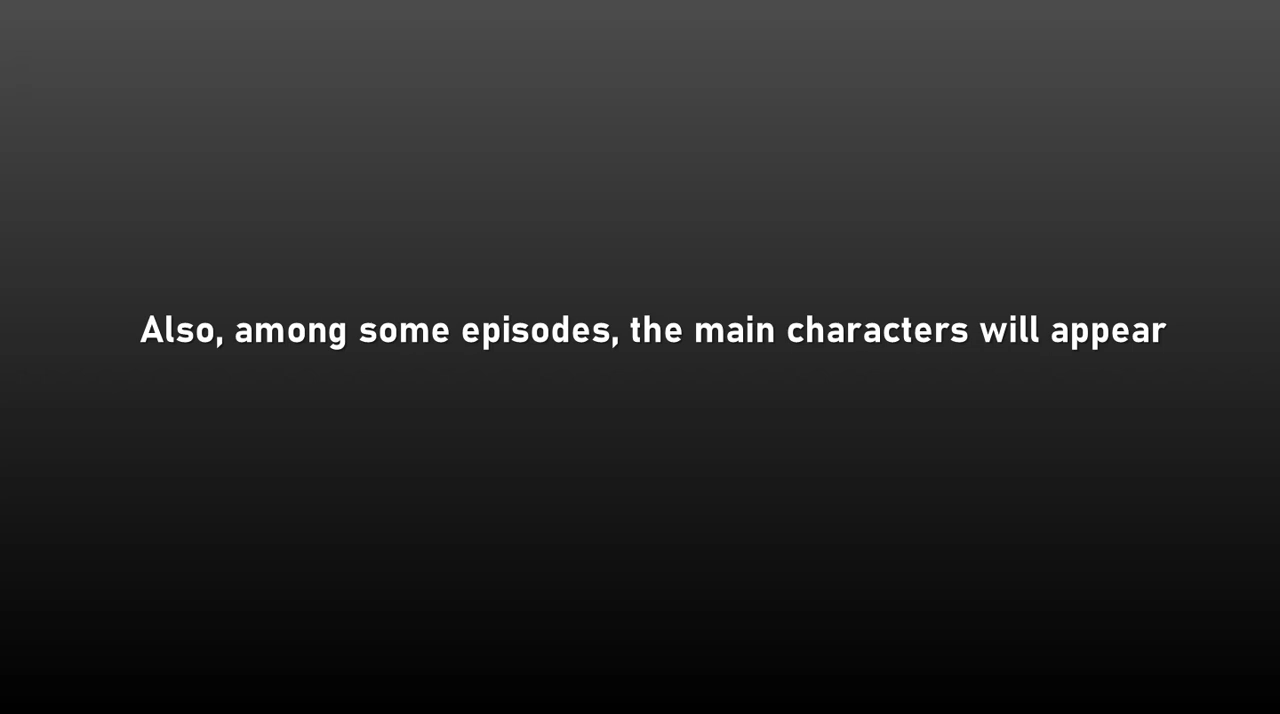 Also, among some episodes, the main characters will appear